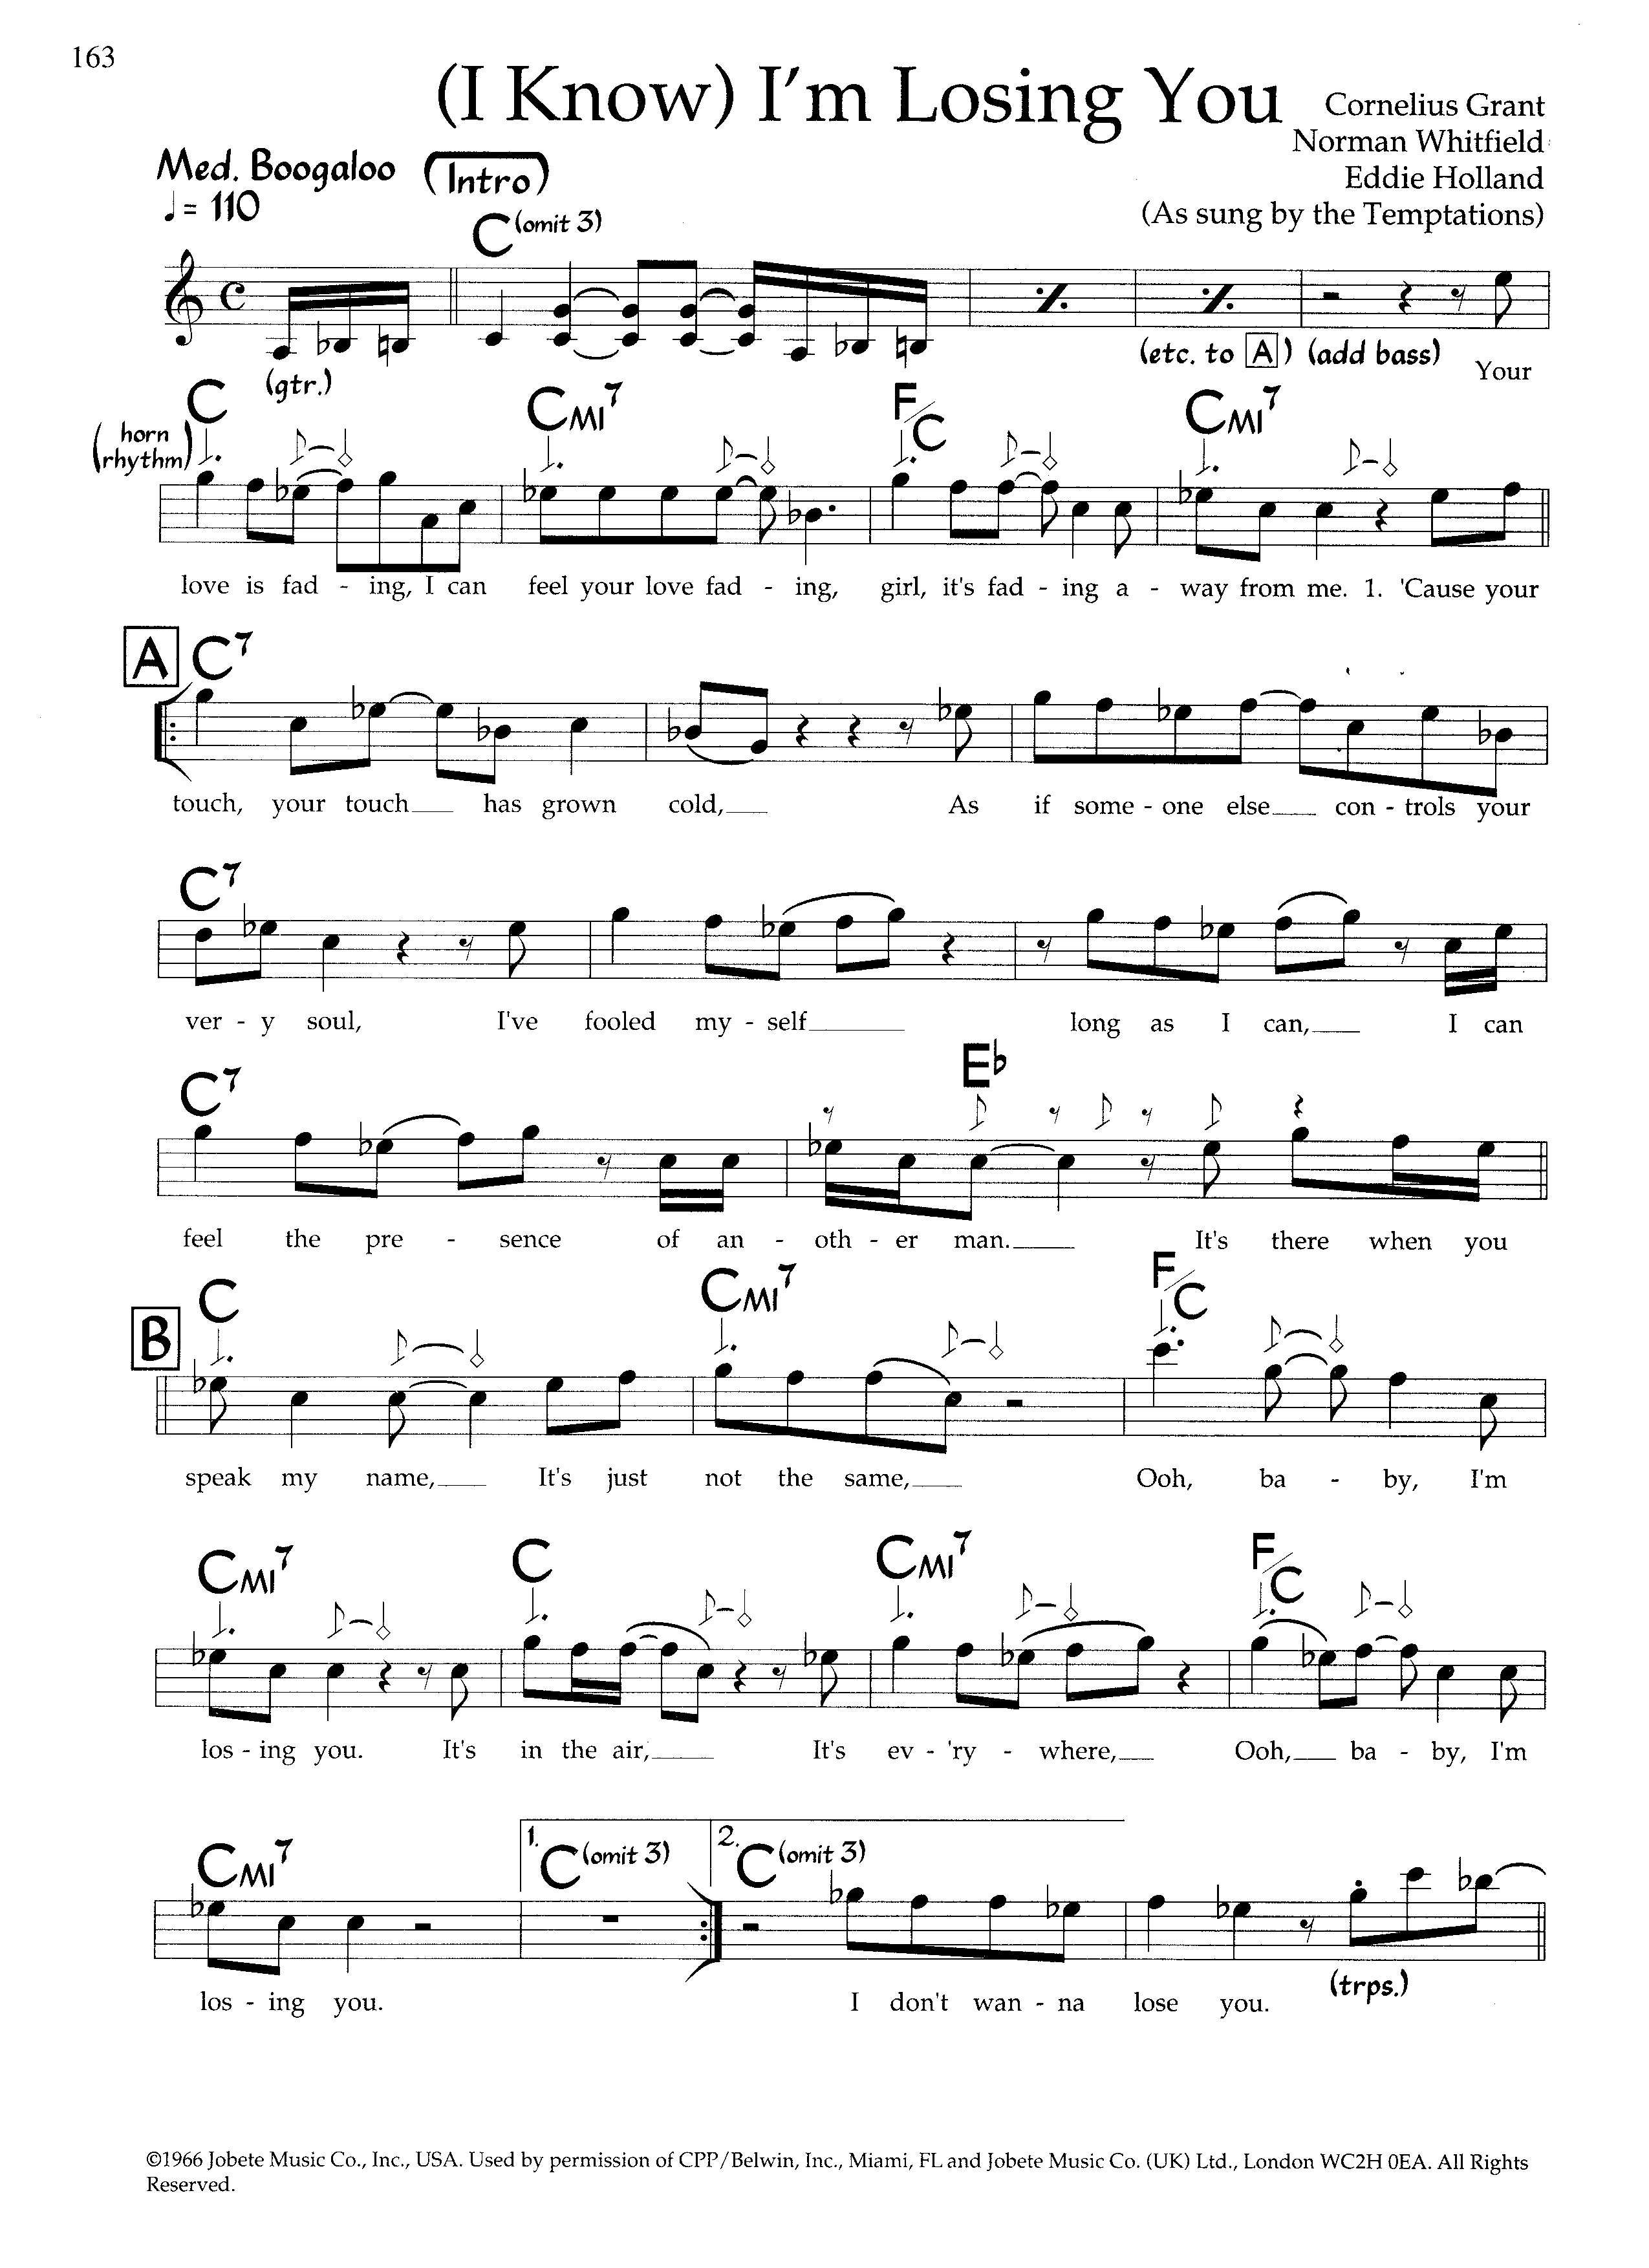 163
(I Know) I'm Losing You
Cornelius Grant
Norman Whitfield
Eddie Holland
(As sung by the Temptations)
Med. Boogaloo (Intro)
♩= 110
C(omit 3)
(etc. to A) (add bass) Your
(gtr.)
C CMI7 F/C CMI7
(horn rhythm)
love is fad - ing, I can feel your love fad - ing, girl, it's fad - ing a - way from me. 1. 'Cause your
A C7
touch, your touch has grown cold, As if some - one else con - trols your
C7
ver - y soul, I've fooled my - self long as I can, I can
C7 Eb
feel the pre - sence of an - oth - er man. It's there when you
B C CMI7 F/C
speak my name, It's just not the same, Ooh, ba - by, I'm
CMI7 C CMI7 F/C
los - ing you. It's in the air, It's ev - 'ry - where, Ooh, ba - by, I'm
CMI7 1. C(omit 3) 2. C(omit 3)
(trps.)
los - ing you. I don't wan - na lose you.
©1966 Jobete Music Co., Inc., USA. Used by permission of CPP/Belwin, Inc., Miami, FL and Jobete Music Co. (UK) Ltd., London WC2H 0EA. All Rights
Reserved.